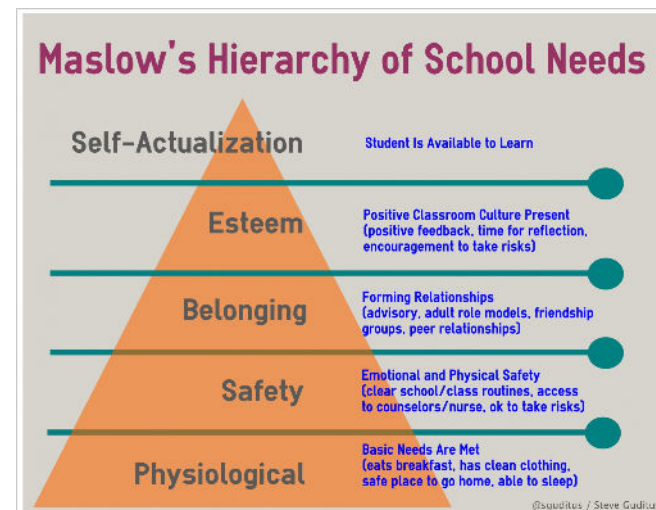 Maslow's Hierarchy of School Needs
Self-Actualization
Student Is Available to Learn
Esteem
Positive Classroom Culture Present
(positive feedback, time for reflection,
encouragement to take risks)
Belonging
Forming Relationships
(advisory, adult role models, friendship
groups, peer relationships)
Safety
Emotional and Physical Safety
(clear school/class routines, access
to counselors/nurse, ok to take risks)
Physiological
Basic Needs Are Met
(eats breakfast, has clean clothing,
safe place to go home, able to sleep)
@sguditus / Steve Guditus